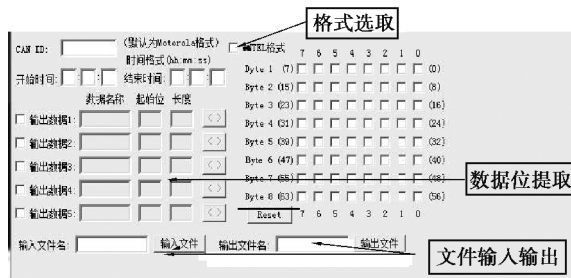 格式选取
CAN ID:
(默认为Motorola格式)
INTEL格式
7 6 5 4 3 2 1 0
时间格式(hh:mm:ss)
开始时间: : :
结束时间: : :
数据名称 起始位 长度
输出数据1: <>
输出数据2: <>
输出数据3: <>
输出数据4: <>
输出数据5: <>
Byte 1 (7) (0)
Byte 2 (15) (8)
Byte 3 (23) (16)
Byte 4 (31) (24)
Byte 5 (39) (32)
Byte 6 (47) (40)
Byte 7 (55) (48)
Byte 8 (63) (56)
Reset 7 6 5 4 3 2 1 0
数据位提取
输入文件名: 输入文件 输出文件名: 输出文件
文件输入输出